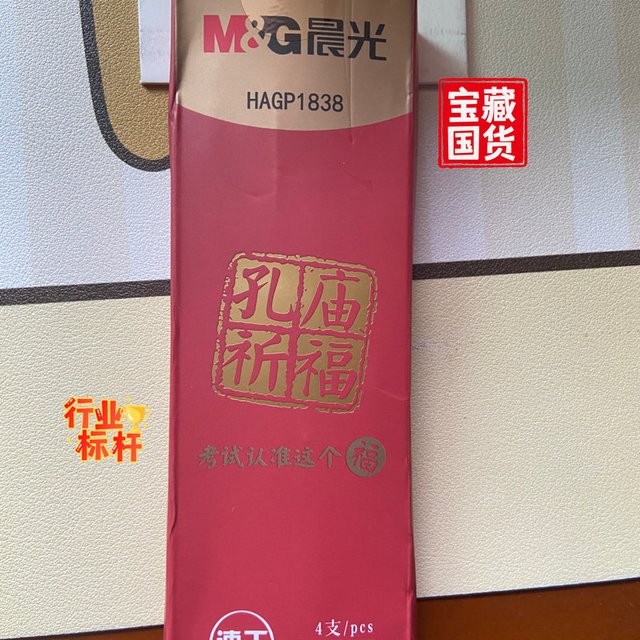 M&G晨光
HAGP1838
宝藏
国货
孔庙
祈福
行业
标杆
考试认准这个福
4支/pcs